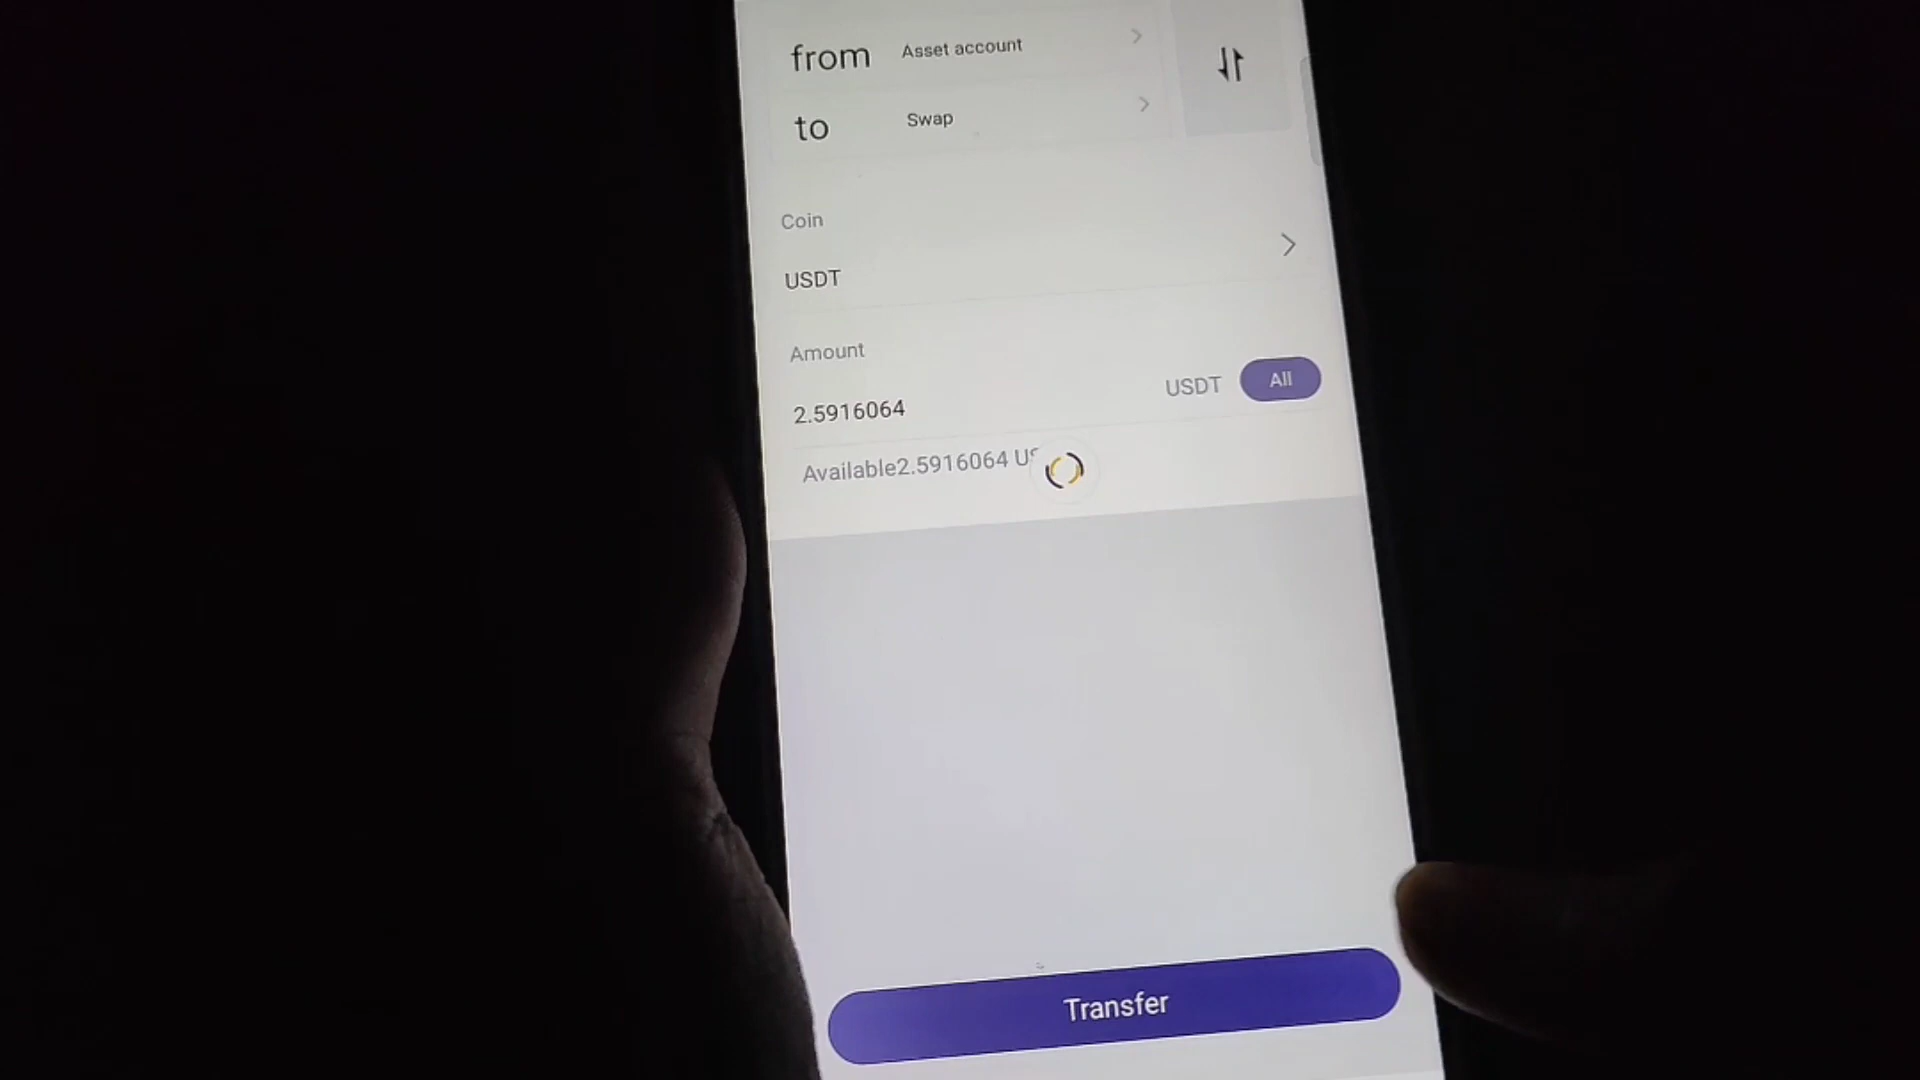 from Asset account
to Swap
Coin
USDT
Amount
2.5916064 USDT All
Available2.5916064
Transfer